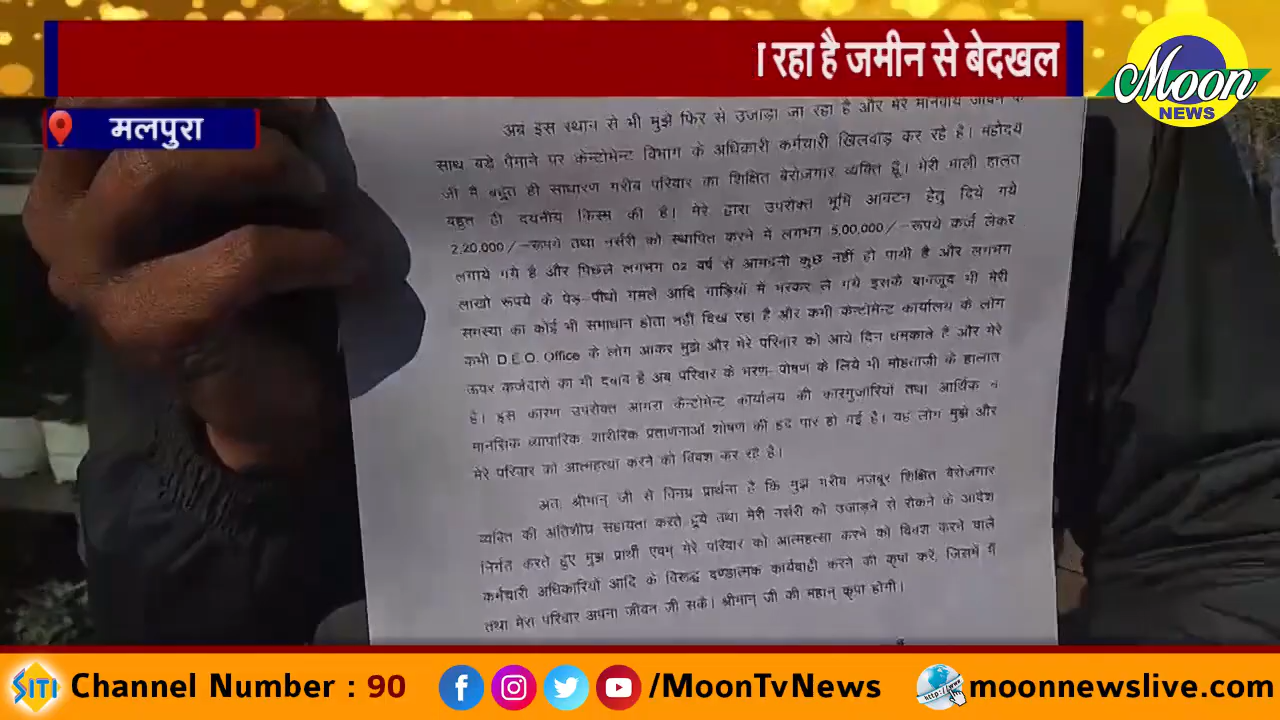 । रहा है जमीन से बेदखल
Moon
NEWS
मलपुरा
अब इस स्थान से भी मुझे फिर से उजाड़ा जा रहा है और मेरे मानवीय जीवन के
साथ बड़े पैमाने पर केन्टोमेन्ट विभाग के अधिकारी कर्मचारी खिलवाड़ कर रहे है। महोदय
जी मैं बहुत ही साधारण गरीब परिवार का शिक्षित बेरोजगार व्यक्ति हूँ। मेरी माली हालत
बहुत ही दयनीय किस्म की है। मेरे द्वारा उपरोक्त भूमि आवंटन हेतु दिये गये
2,20,000/-रूपये तथा नर्सरी को स्थापित करने में लगभग 5,00,000/-रूपये कर्ज लेकर
लगाये गये है और पिछले लगभग 02 वर्ष से आमदनी कुछ नहीं हो पायी है और लगभग
लाखो रूपये के पेड़-पौधो गमले आदि गाड़ियों में भरकर ले गये इसके बावजूद भी मेरी
समस्या का कोई भी समाधान होता नहीं दिख रहा है और कभी केन्टोमेन्ट कार्यालय के लोग
कभी D.E.O. Office के लोग आकर मुझे और मेरे परिवार को आये दिन धमकाते है और मेरे
ऊपर कर्जदारो का भी दबाव है अब परिवार के भरण-पोषण के लिये भी मोहताजी के हालात
है। इस कारण उपरोक्त आगरा केन्टोमेन्ट कार्यालय की कारगुजारियों तथा आर्थिक व
मानसिक व्यापारिक शारीरिक प्रताणनाओं शोषण की हद पार हो गई है। यह लोग मुझे और
मेरे परिवार को आत्महत्या करने को विवश कर रहे है।
अतः श्रीमान् जी से विनम्र प्रार्थना है कि मुझ गरीब मजबूर शिक्षित बेरोजगार
व्यक्ति की अतिशीघ्र सहायता करते हुये तथा मेरी नर्सरी को उजाड़ने से रोकने के आदेश
निर्गत करते हुए मुझ प्रार्थी एवम् मेरे परिवार को आत्महत्सा करने को विवश करने वाले
कर्मचारी अधिकारियों आदि के विरूद्ध दण्डात्मक कार्यवाही करने की कृपा करें, जिसमें मैं
तथा मेरा परिवार अपना जीवन जी सकें। श्रीमान् जी की महान् कृपा होगी।
SITI Channel Number : 90 /MoonTvNews moonnewslive.com